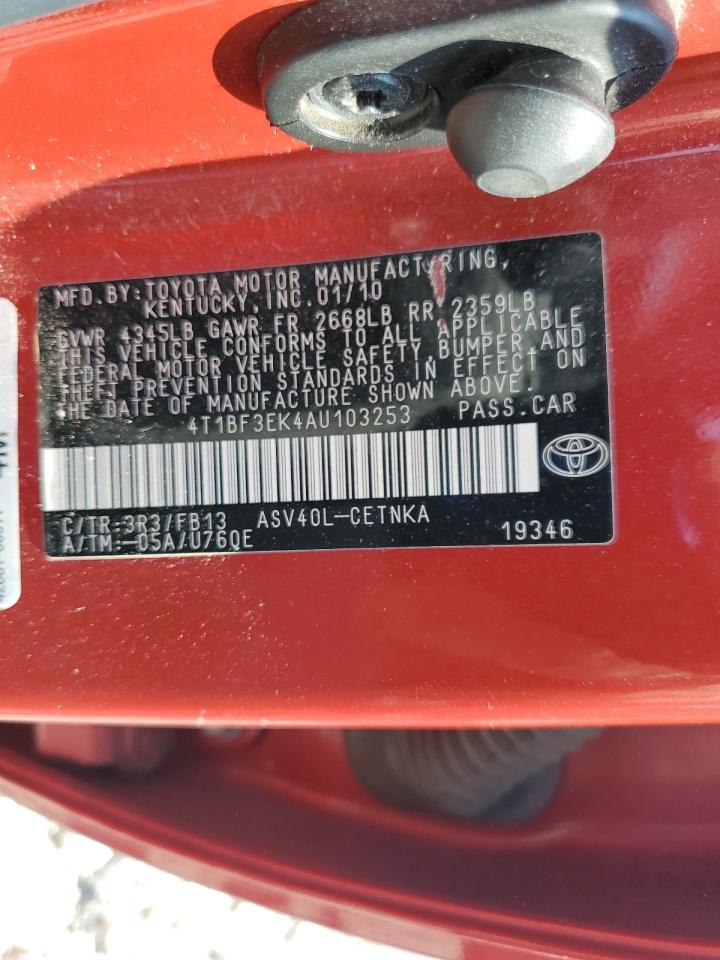 MFD. BY: TOYOTA MOTOR MANUFACTURING,
KENTUCKY, INC. 01/10
GVWR 4345LB GAWR FR 2668LB RR 2359LB
THIS VEHICLE CONFORMS TO ALL APPLICABLE
FEDERAL MOTOR VEHICLE SAFETY, BUMPER AND
THEFT PREVENTION STANDARDS IN EFFECT ON
THE DATE OF MANUFACTURE SHOWN ABOVE.
4T1BF3EK4AU103253 PASS.CAR
C/TR: 3R3/FB13 ASV40L-CETNKA
A/TM: -05A/U76QE 19346